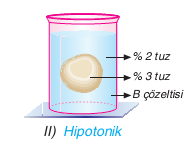 % 2 tuz
% 3 tuz
B çözeltisi
II) Hipotonik